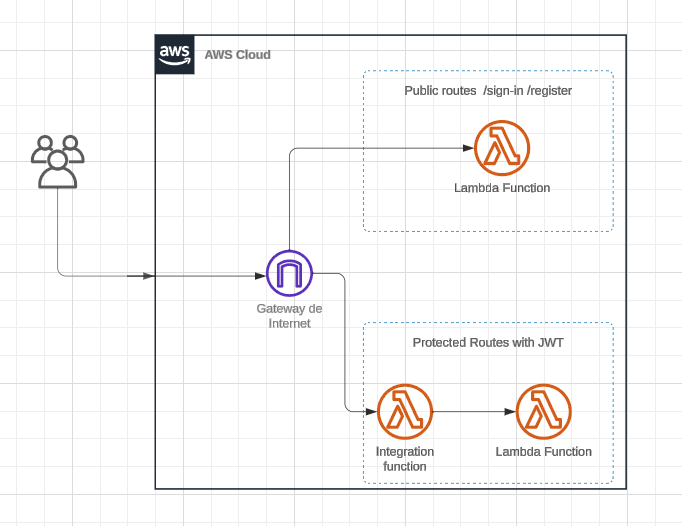 aws
AWS Cloud
Public routes /sign-in /register
Lambda Function
Gateway de
Internet
Protected Routes with JWT
Integration
function
Lambda Function